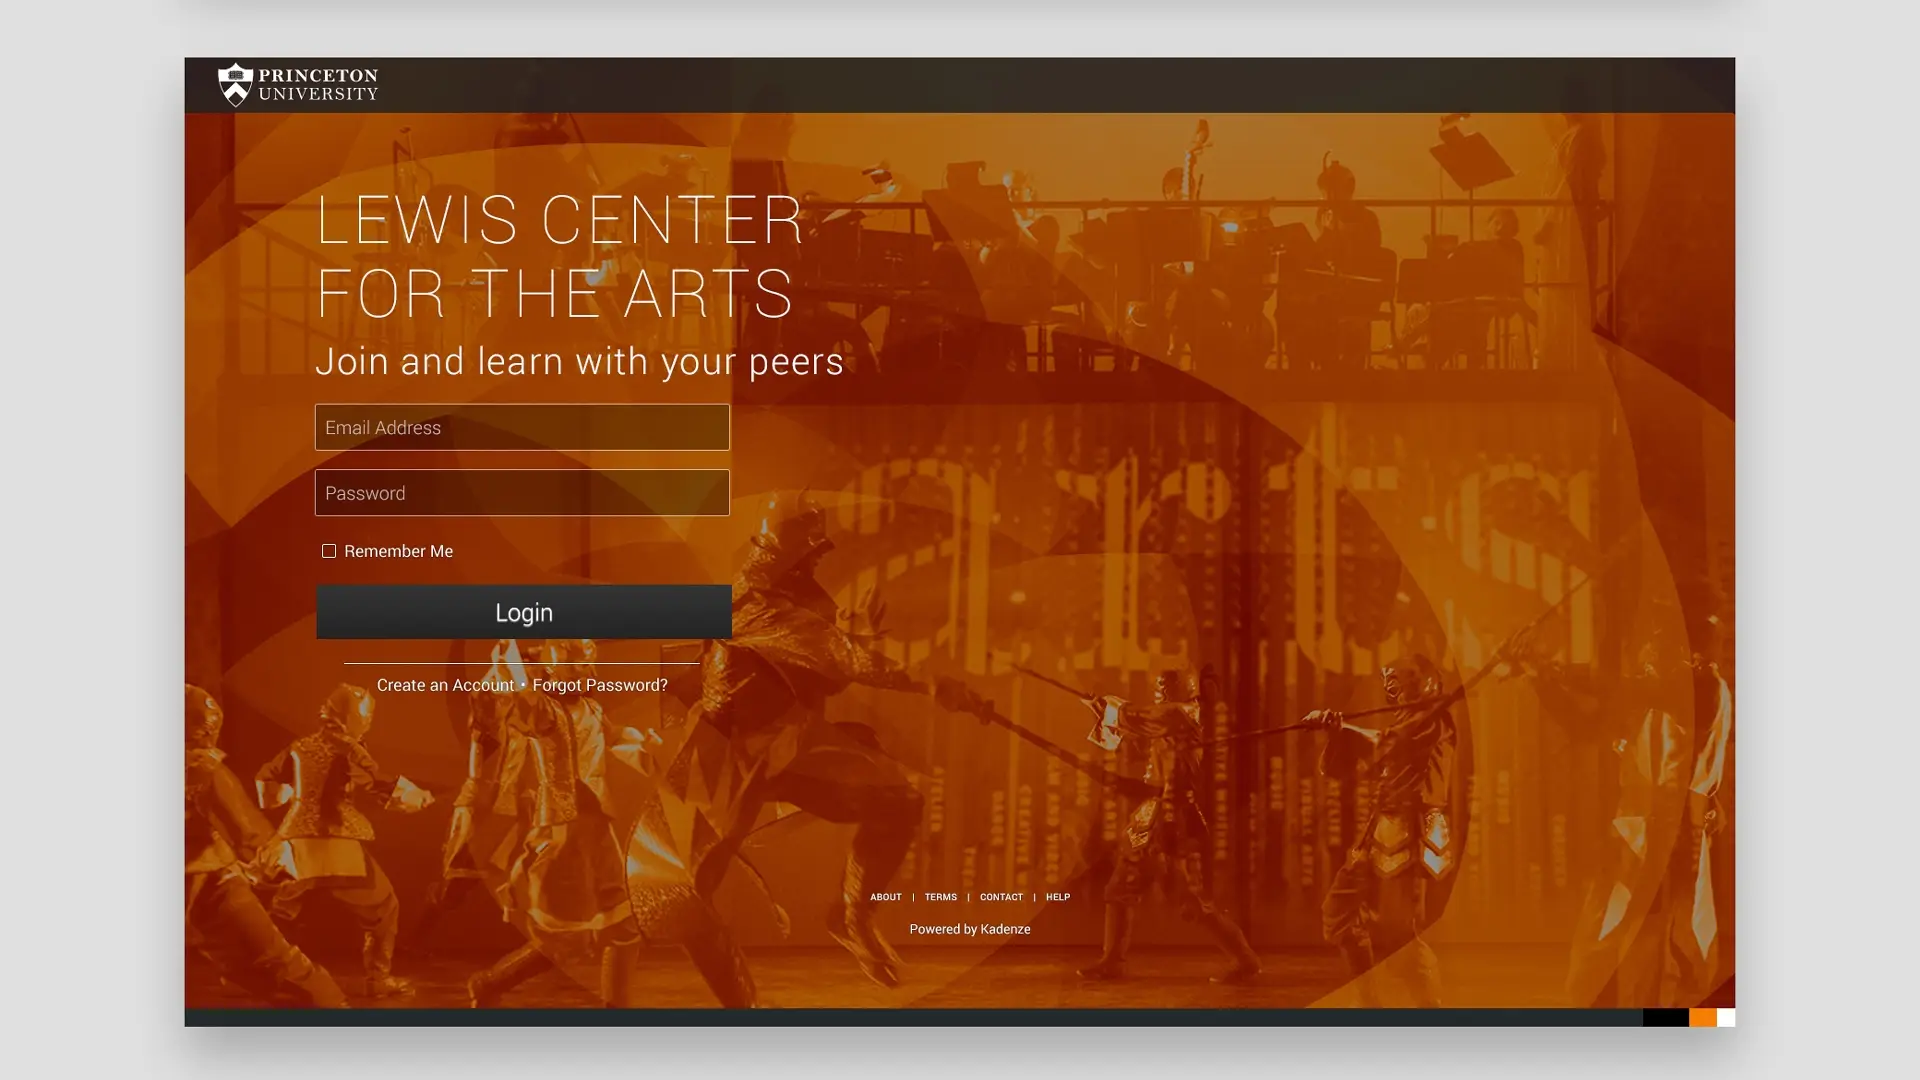 PRINCETON
UNIVERSITY
LEWIS CENTER
FOR THE ARTS
Join and learn with your peers
Email Address
Password
Remember Me
Login
Create an Account • Forgot Password?
arts
ABOUT | TERMS | CONTACT | HELP
Powered by Kadenze